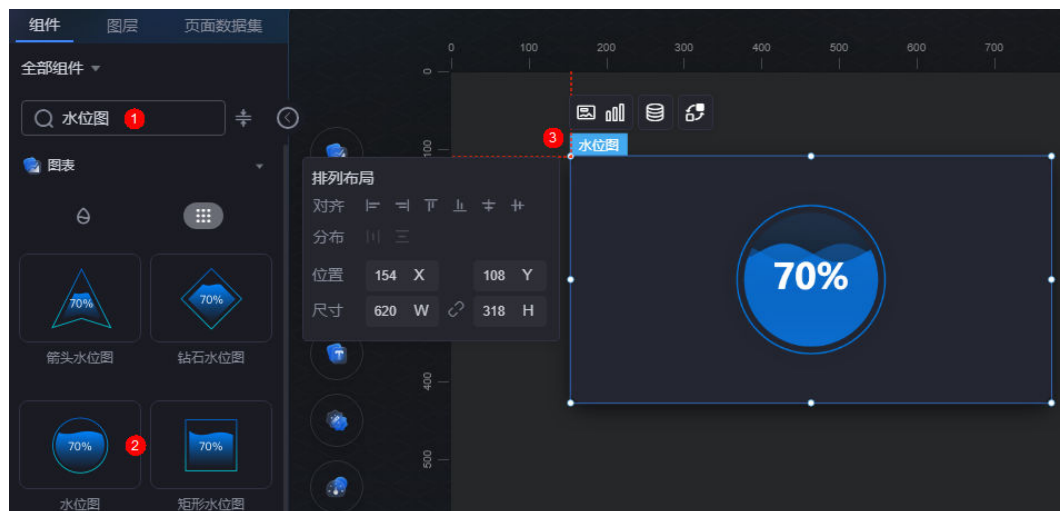 组件 图层 页面数据集
全部组件
水位图 1
图表
70% 70%
箭头水位图 钻石水位图
70% 2 70%
水位图 矩形水位图
0 100 200 300 400 500 600 700
0
100
400
500
3 水位图
排列布局
对齐
分布
位置 154 X 108 Y
尺寸 620 W 318 H
70%